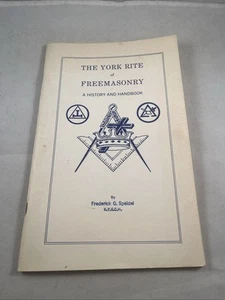 THE YORK RITE
of
FREEMASONRY
A HISTORY AND HANDBOOK
By
Frederick G. Speidel